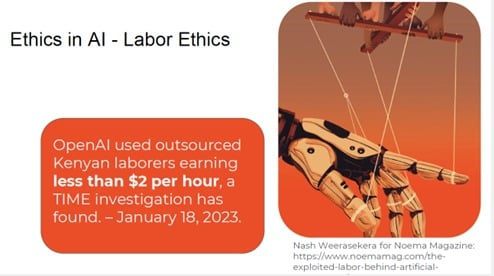 Ethics in AI - Labor Ethics
OpenAI used outsourced
Kenyan laborers earning
less than $2 per hour, a
TIME investigation has
found. – January 18, 2023.
Nash Weerasekera for Noema Magazine:
https://www.noemamag.com/the-
exploited-labor-behind-artificial-